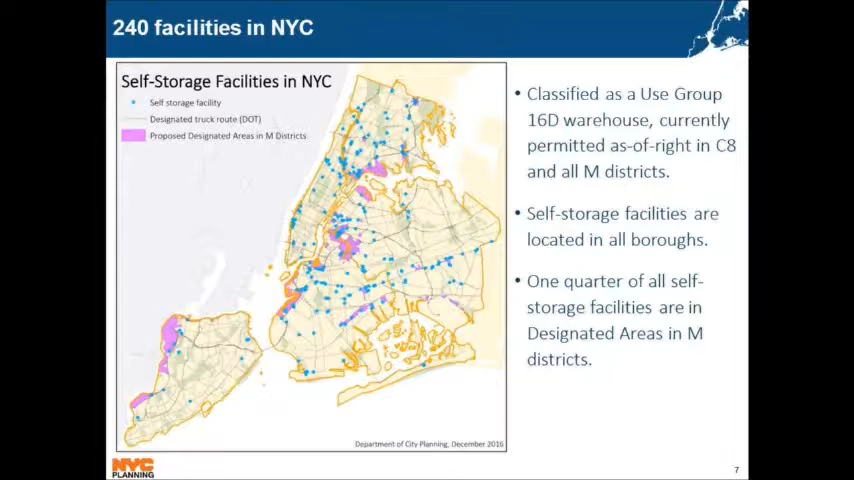 240 facilities in NYC
Self-Storage Facilities in NYC
Self storage facility
Designated truck route (DOT)
Proposed Designated Areas in M Districts
Department of City Planning, December 2016
• Classified as a Use Group
16D warehouse, currently
permitted as-of-right in C8
and all M districts.
• Self-storage facilities are
located in all boroughs.
• One quarter of all self-
storage facilities are in
Designated Areas in M
districts.
NYC
PLANNING
7